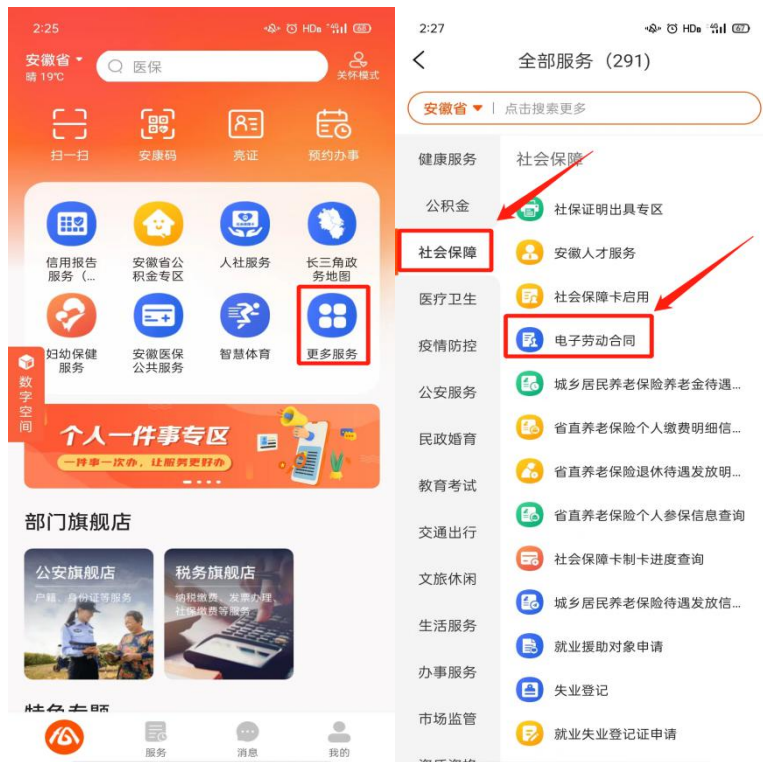 2:25
HD
68
安徽省
晴 19℃
医保
关怀模式
扫一扫
安康码
亮证
预约办事
信用报告
服务（...
安徽省公
积金专区
人社服务
长三角政
务地图
妇幼保健
服务
安徽医保
公共服务
智慧体育
更多服务
数字空间
个人一件事专区
一件事一次办，让服务更好办
部门旗舰店
公安旗舰店
户籍、身份证等服务
税务旗舰店
纳税缴费、发票办理、
社保缴费等服务
特色专题
服务
消息
我的
2:27
HD
67
全部服务（291）
安徽省
点击搜索更多
健康服务
公积金
社会保障
医疗卫生
疫情防控
公安服务
民政婚育
教育考试
交通出行
文旅休闲
生活服务
办事服务
市场监管
资质资格
社会保障
社保证明出具专区
安徽人才服务
社会保障卡启用
电子劳动合同
城乡居民养老保险养老金待遇...
省直养老保险个人缴费明细信...
省直养老保险退休待遇发放明...
省直养老保险个人参保信息查询
社会保障卡制卡进度查询
城乡居民养老保险待遇发放信...
就业援助对象申请
失业登记
就业失业登记证申请